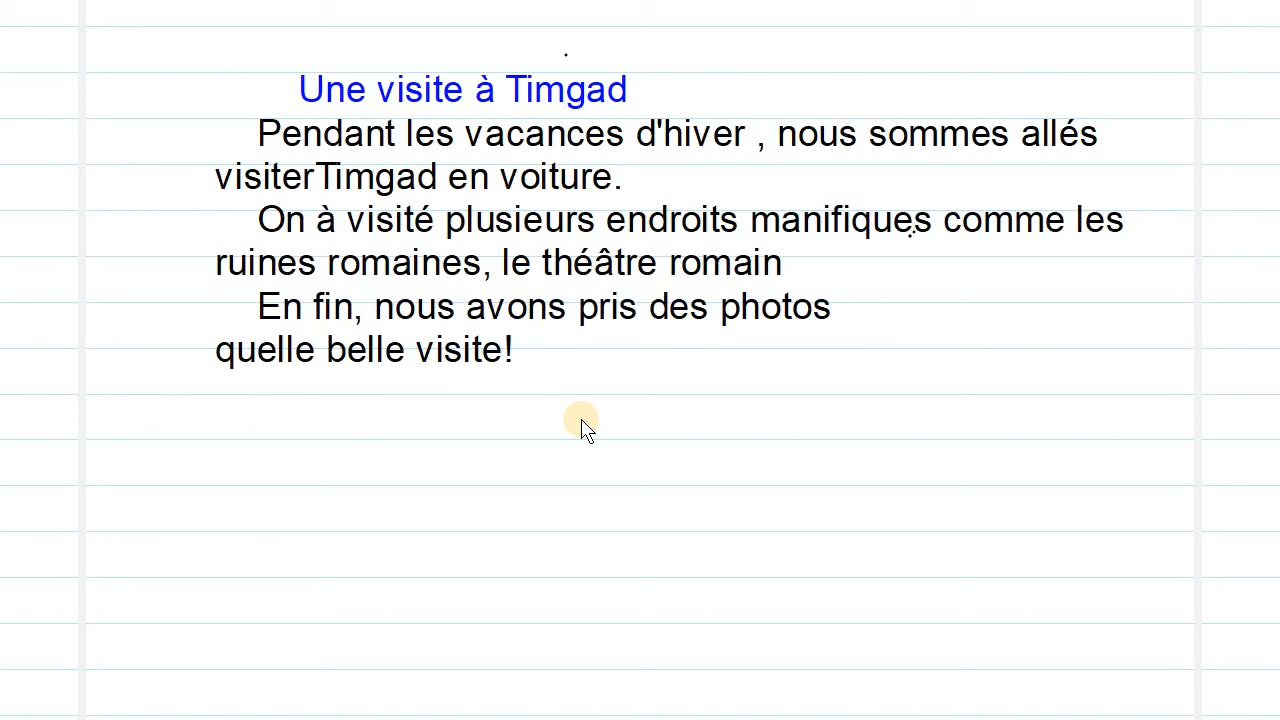 Une visite à Timgad
Pendant les vacances d'hiver , nous sommes allés
visiterTimgad en voiture.
On à visité plusieurs endroits manifiques comme les
ruines romaines, le théâtre romain
En fin, nous avons pris des photos
quelle belle visite!